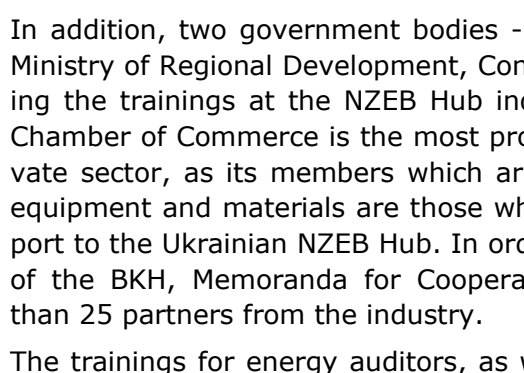 In addition, two government bodies -
Ministry of Regional Development, Con
ing the trainings at the NZEB Hub in
Chamber of Commerce is the most pro
vate sector, as its members which ar
equipment and materials are those wh
port to the Ukrainian NZEB Hub. In ord
of the BKH, Memoranda for Coopera
than 25 partners from the industry.
The trainings for energy auditors, as